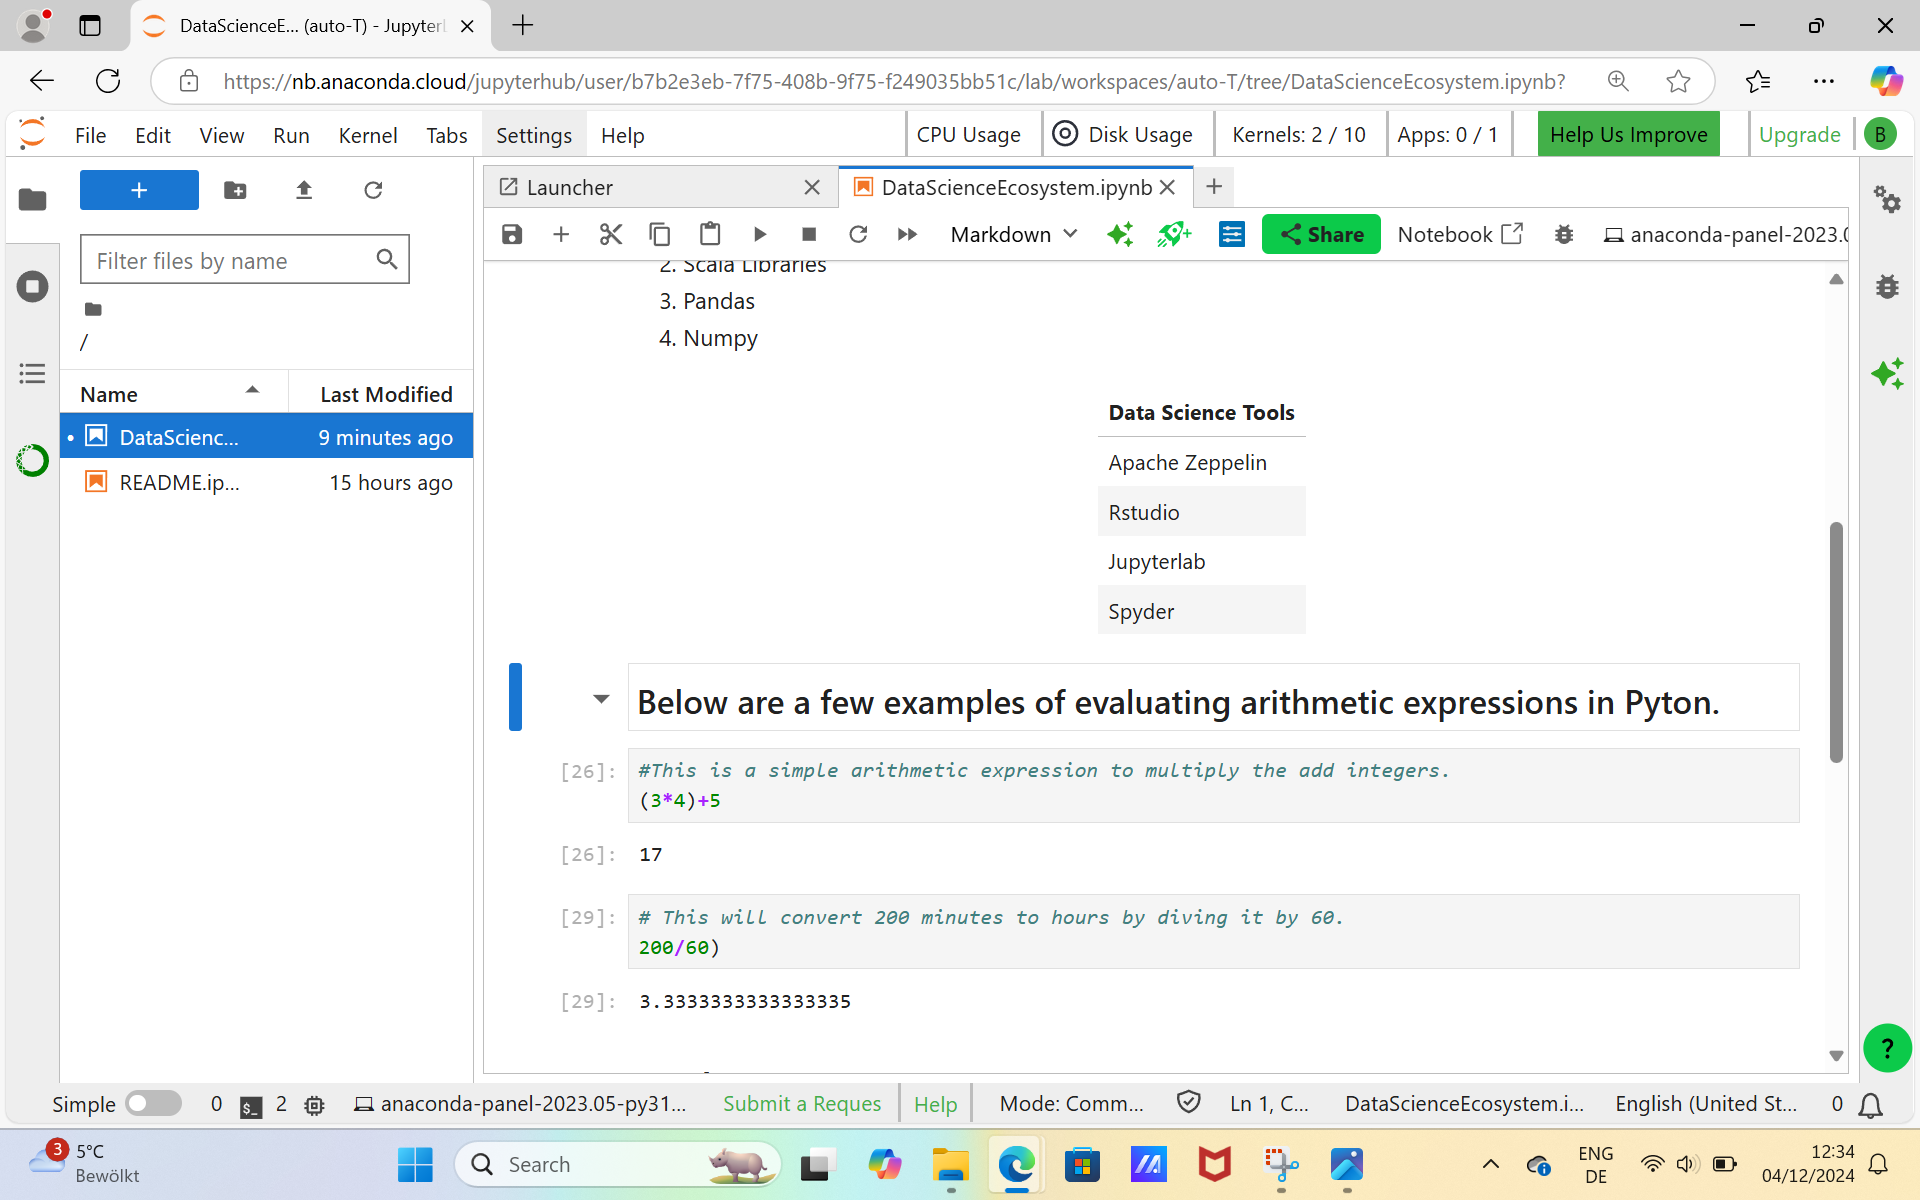 DataScienceE... (auto-T) - Jupyter
https://nb.anaconda.cloud/jupyterhub/user/b7b2e3eb-7f75-408b-9f75-f249035bb51c/lab/workspaces/auto-T/tree/DataScienceEcosystem.ipynb?
File Edit View Run Kernel Tabs Settings Help CPU Usage Disk Usage Kernels: 2 / 10 Apps: 0 / 1 Help Us Improve Upgrade B
Launcher DataScienceEcosystem.ipynb
Markdown Share Notebook anaconda-panel-2023.0
Filter files by name
/
Name Last Modified
DataScienc... 9 minutes ago
README.ip... 15 hours ago
2. Scala Libraries
3. Pandas
4. Numpy
Data Science Tools
Apache Zeppelin
Rstudio
Jupyterlab
Spyder
Below are a few examples of evaluating arithmetic expressions in Pyton.
[26]: #This is a simple arithmetic expression to multiply the add integers.
(3*4)+5
[26]: 17
[29]: # This will convert 200 minutes to hours by diving it by 60.
200/60)
[29]: 3.3333333333333335
?
Simple 0 $_ 2 anaconda-panel-2023.05-py31... Submit a Reques Help Mode: Comm... Ln 1, C... DataScienceEcosystem.i... English (United St... 0
3 5°C
Bewölkt
Search
ENG
DE
12:34
04/12/2024